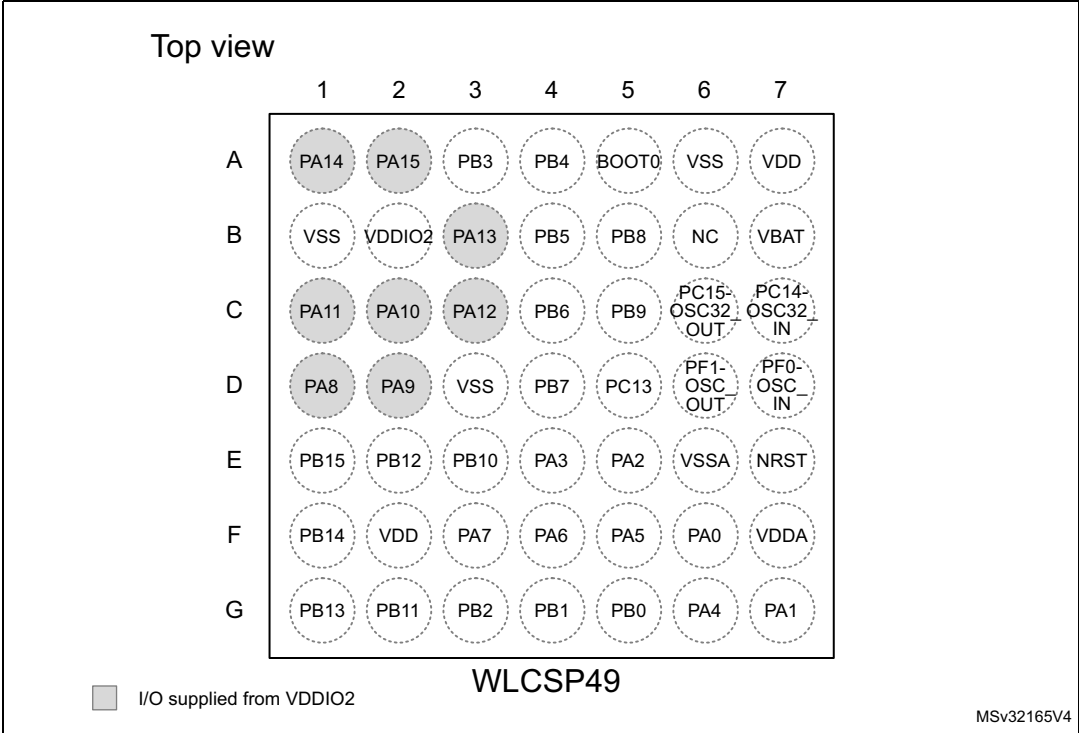 Top view
1 2 3 4 5 6 7
A PA14 PA15 PB3 PB4 BOOT0 VSS VDD
B VSS VDDIO2 PA13 PB5 PB8 NC VBAT
C PA11 PA10 PA12 PB6 PB9 PC15-OSC32_OUT PC14-OSC32_IN
D PA8 PA9 VSS PB7 PC13 PF1-OSC_OUT PF0-OSC_IN
E PB15 PB12 PB10 PA3 PA2 VSSA NRST
F PB14 VDD PA7 PA6 PA5 PA0 VDDA
G PB13 PB11 PB2 PB1 PB0 PA4 PA1
WLCSP49
I/O supplied from VDDIO2
MSv32165V4